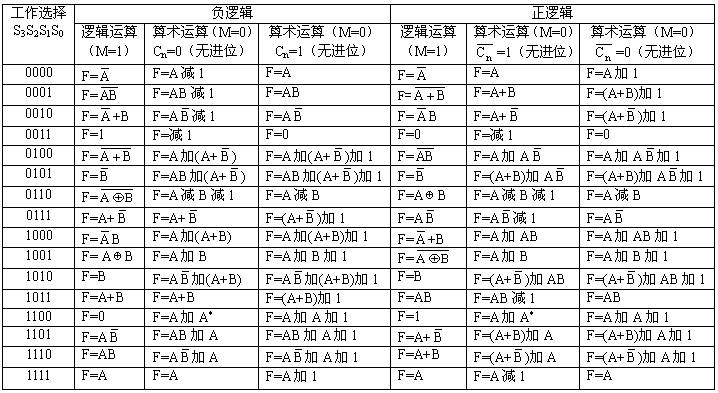 工作选择 负逻辑 正逻辑
S₃S₂S₁S₀ 逻辑运算 算术运算(M=0) 算术运算(M=0) 逻辑运算 算术运算(M=0) 算术运算(M=0)
(M=1) Cₙ=0(无进位) Cₙ=1(无进位) (M=1) C̅ₙ̅=1(无进位) C̅ₙ̅=0(无进位)
0000 F=A̅ F=A减1 F=A F=A̅ F=A F=A加1
0001 F=A̅B̅ F=AB减1 F=AB F=A̅+̅B̅ F=A+B F=(A+B)加1
0010 F=A̅+B F=AB̅减1 F=AB̅ F=A̅B F=A+B̅ F=(A+B̅)加1
0011 F=1 F=减1 F=0 F=0 F=减1 F=0
0100 F=A̅+̅B̅ F=A加(A+B̅) F=A加(A+B̅)加1 F=A̅B̅ F=A加AB̅ F=A加AB̅加1
0101 F=B̅ F=AB加(A+B̅) F=AB加(A+B̅)加1 F=B̅ F=(A+B)加AB̅ F=(A+B)加AB̅加1
0110 F=A̅⊕̅B̅ F=A减B减1 F=A减B F=A⊕B F=A减B减1 F=A减B
0111 F=A+B̅ F=A+B̅ F=(A+B̅)加1 F=AB̅ F=AB̅减1 F=AB̅
1000 F=A̅B F=A加(A+B) F=A加(A+B)加1 F=A̅+B F=A加AB F=A加AB加1
1001 F=A⊕B F=A加B F=A加B加1 F=A̅⊕̅B̅ F=A加B F=A加B加1
1010 F=B F=AB̅加(A+B) F=AB̅加(A+B)加1 F=B F=(A+B̅)加AB F=(A+B̅)加AB加1
1011 F=A+B F=A+B F=(A+B)加1 F=AB F=AB减1 F=AB
1100 F=0 F=A加A* F=A加A加1 F=1 F=A加A* F=A加A加1
1101 F=AB̅ F=AB加A F=AB加A加1 F=A+B̅ F=(A+B)加A F=(A+B)加A加1
1110 F=AB F=AB̅加A F=AB̅加A加1 F=A+B F=(A+B̅)加A F=(A+B̅)加A加1
1111 F=A F=A F=A加1 F=A F=A减1 F=A